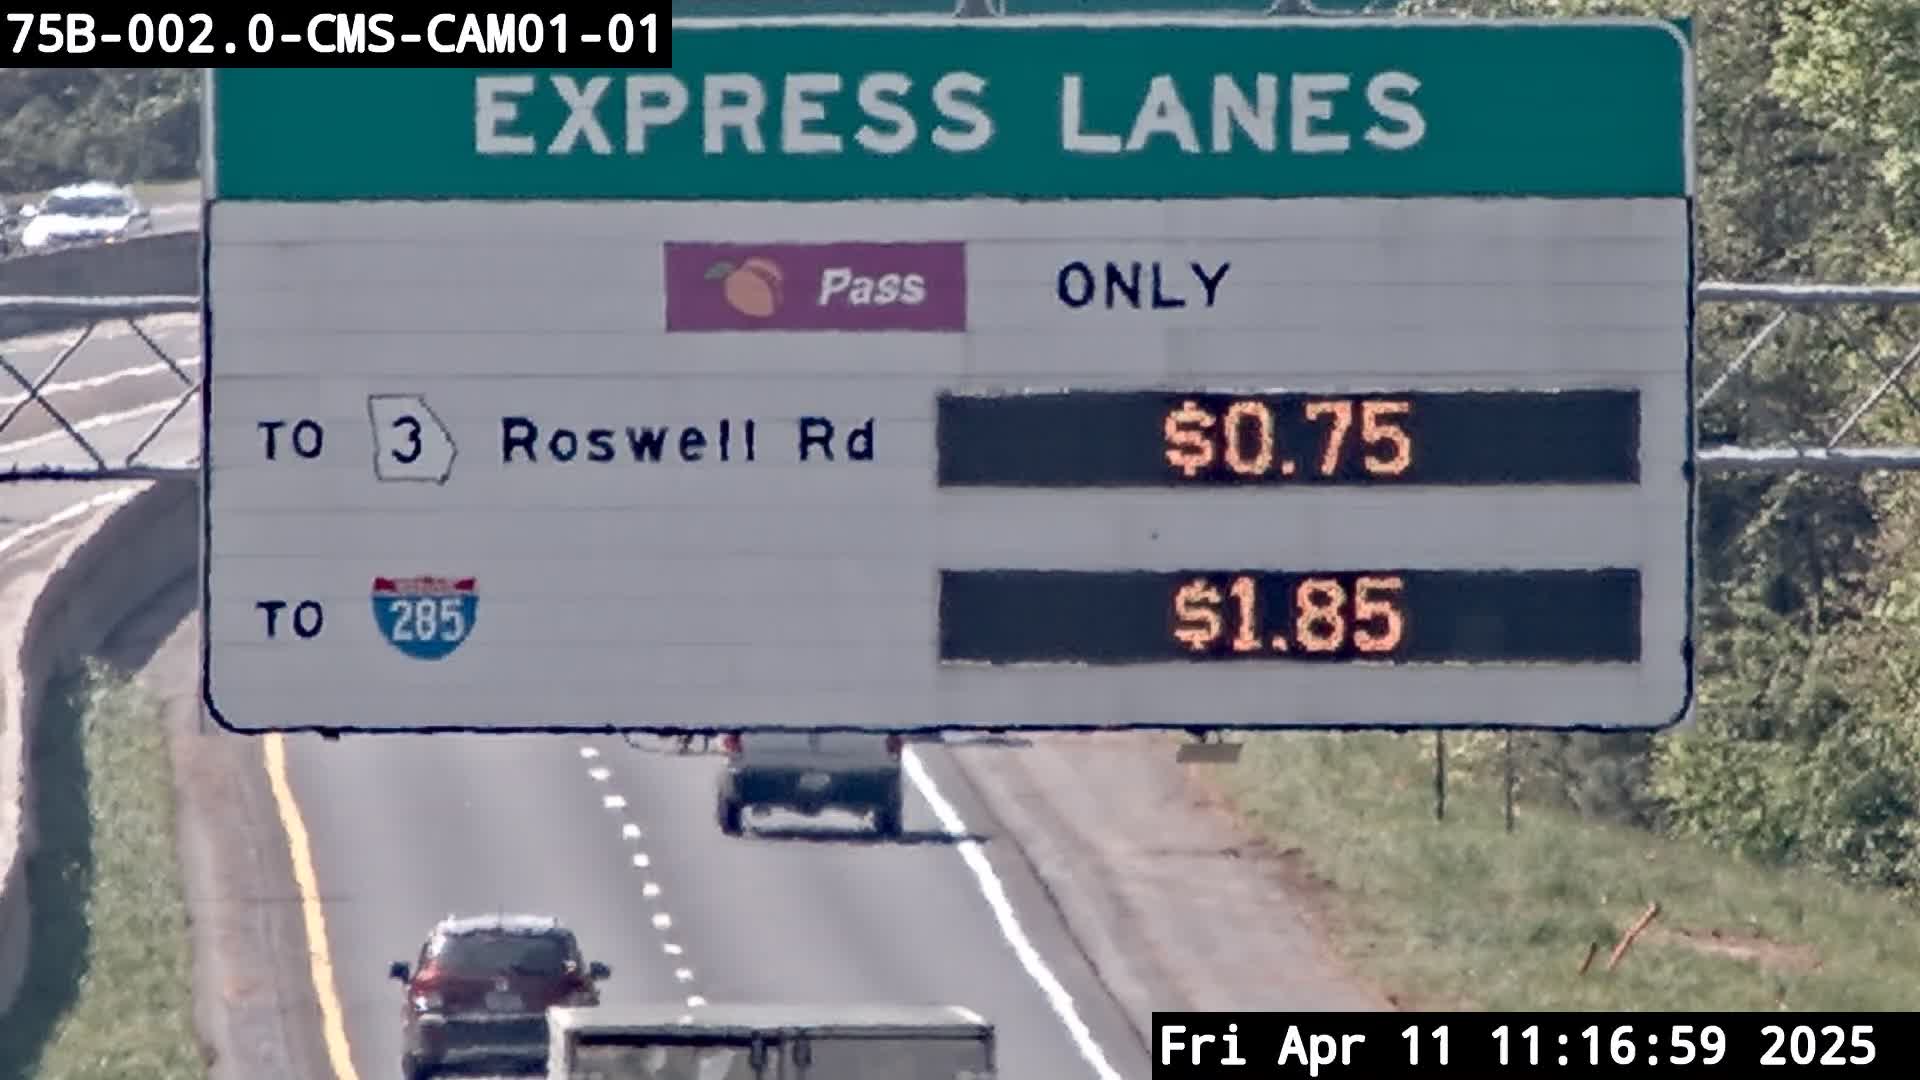 75B-002.0-CMS-CAM01-01
EXPRESS LANES
Pass ONLY
TO 3 Roswell Rd $0.75
TO 285 $1.85
Fri Apr 11 11:16:59 2025